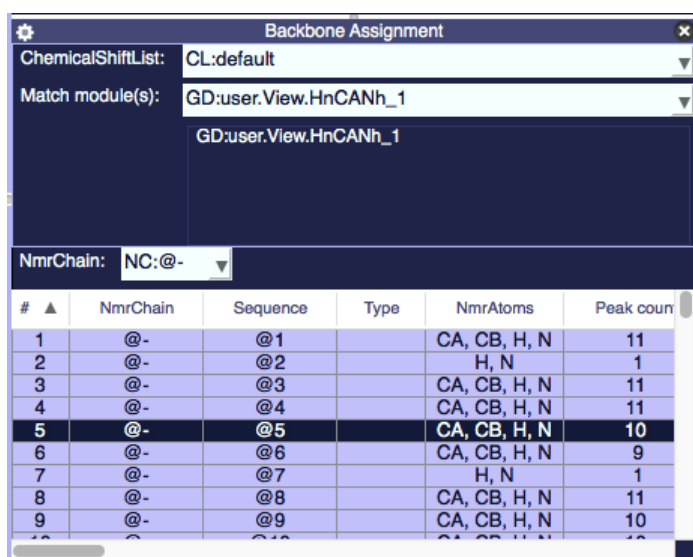 Backbone Assignment
ChemicalShiftList: CL:default
Match module(s): GD:user.View.HnCANh_1
GD:user.View.HnCANh_1
NmrChain: NC:@-
# ▲ NmrChain Sequence Type NmrAtoms Peak coun
1 @- @1 CA, CB, H, N 11
2 @- @2 H, N 1
3 @- @3 CA, CB, H, N 11
4 @- @4 CA, CB, H, N 11
5 @- @5 CA, CB, H, N 10
6 @- @6 CA, CB, H, N 9
7 @- @7 H, N 1
8 @- @8 CA, CB, H, N 11
9 @- @9 CA, CB, H, N 10